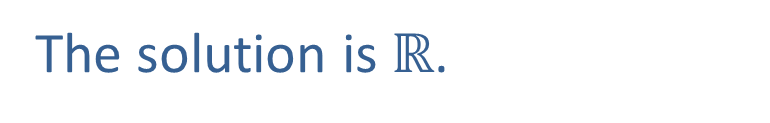 The solution is ℝ.